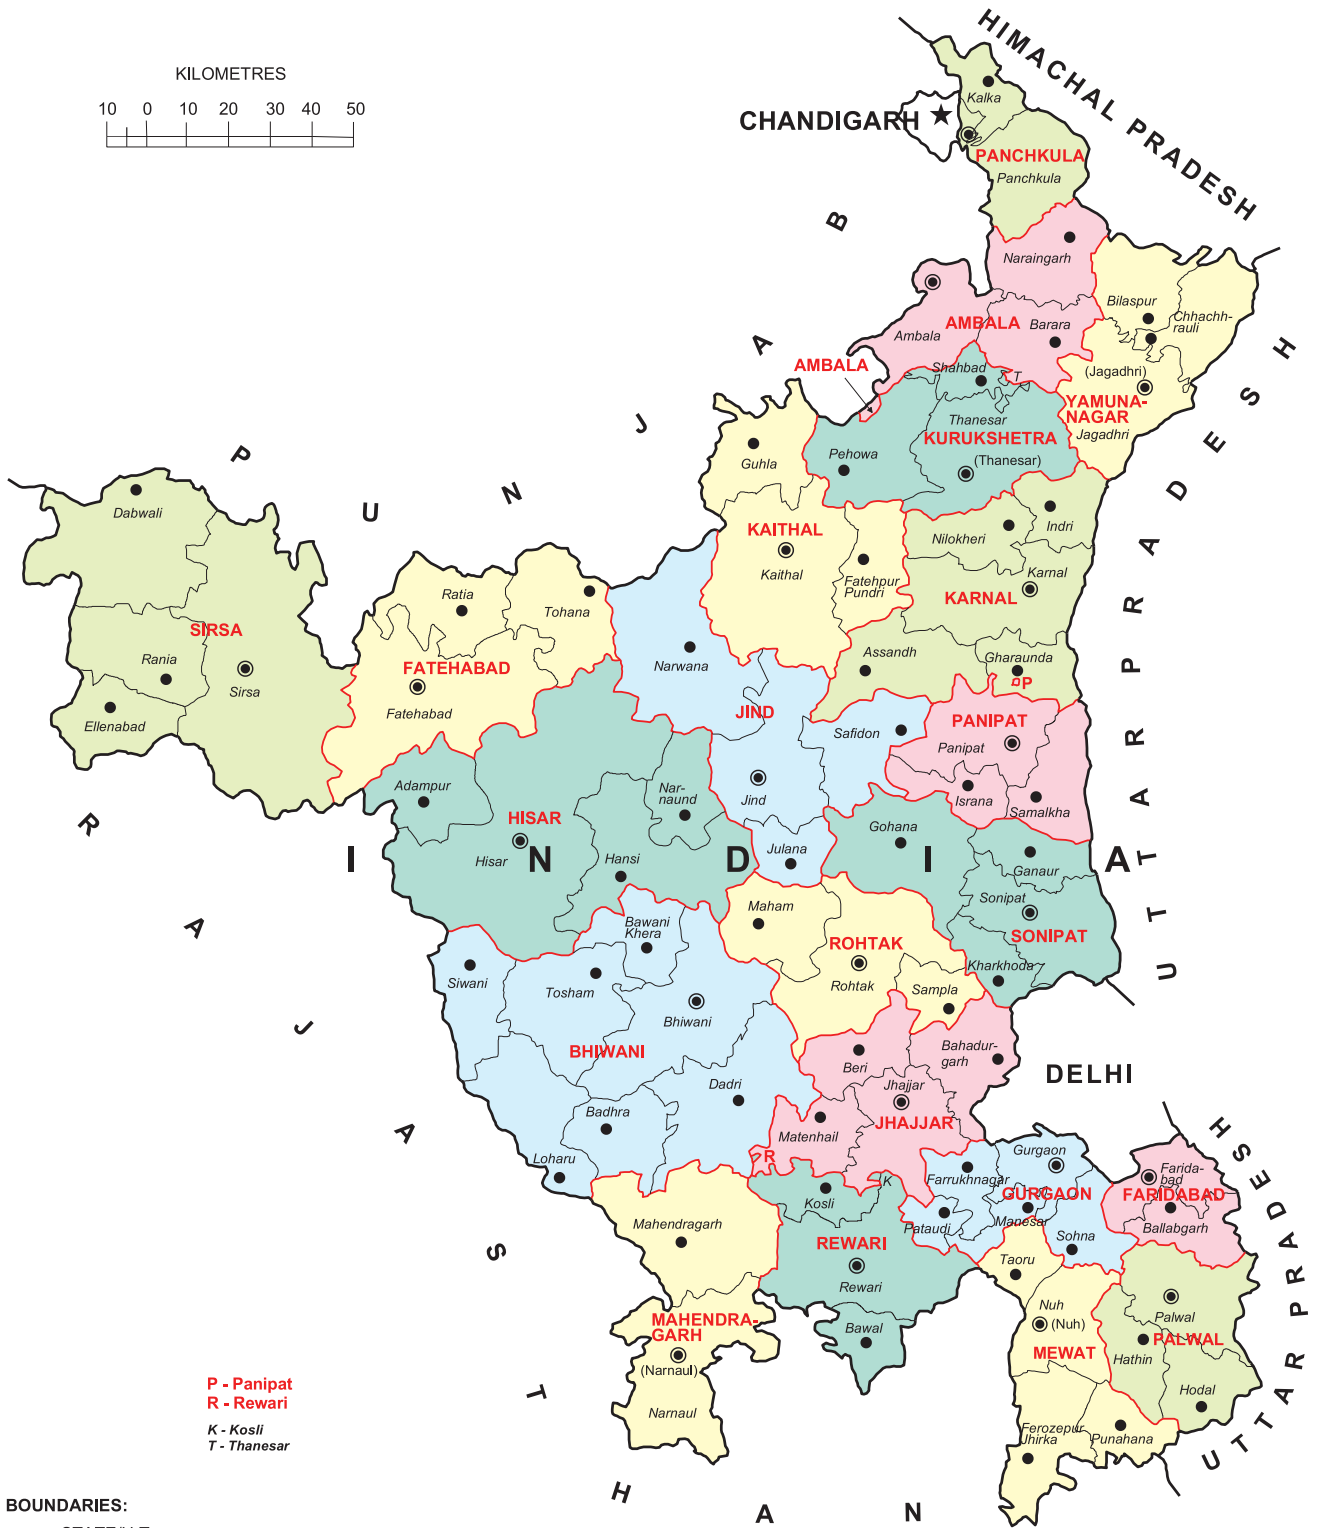 KILOMETRES
10 0 10 20 30 40 50
HIMACHAL PRADESH
CHANDIGARH
Kalka
PANCHKULA
Panchkula
PUNJAB
Naraingarh
AMBALA
Ambala
Barara
Bilaspur
Chhachh-
rauli
AMBALA
Shahbad
T
(Jagadhri)
YAMUNA-
NAGAR
Jagadhri
Thanesar
KURUKSHETRA
(Thanesar)
Pehowa
Guhla
KAITHAL
Kaithal
Fatehpur
Pundri
Nilokheri
Indri
Karnal
KARNAL
Assandh
Gharaunda
P
UTTAR PRADESH
Dabwali
SIRSA
Rania
Sirsa
Ellenabad
Ratia
Tohana
FATEHABAD
Fatehabad
Narwana
JIND
Jind
Safidon
Julana
PANIPAT
Panipat
Israna
Samalkha
Adampur
HISAR
Hisar
Nar-
naund
Hansi
INDIA
Gohana
Ganaur
Sonipat
SONIPAT
Kharkhoda
Maham
ROHTAK
Rohtak
Sampla
Siwani
Bawani
Khera
Tosham
Bhiwani
BHIWANI
Dadri
Badhra
Loharu
Beri
Bahadur-
garh
Jhajjar
JHAJJAR
Matenhail
R
DELHI
K
Kosli
REWARI
Rewari
Bawal
Farrukhnagar
Gurgaon
GURGAON
Manesar
Pataudi
Sohna
Farida-
bad
FARIDABAD
Ballabgarh
Mahendragarh
MAHENDRA-
GARH
(Narnaul)
Narnaul
Taoru
Nuh
(Nuh)
MEWAT
Ferozepur
Jhirka
Punahana
Palwal
PALWAL
Hathin
Hodal
UTTAR PRADESH
RAJASTHAN
P - Panipat
R - Rewari
K - Kosli
T - Thanesar
BOUNDARIES: